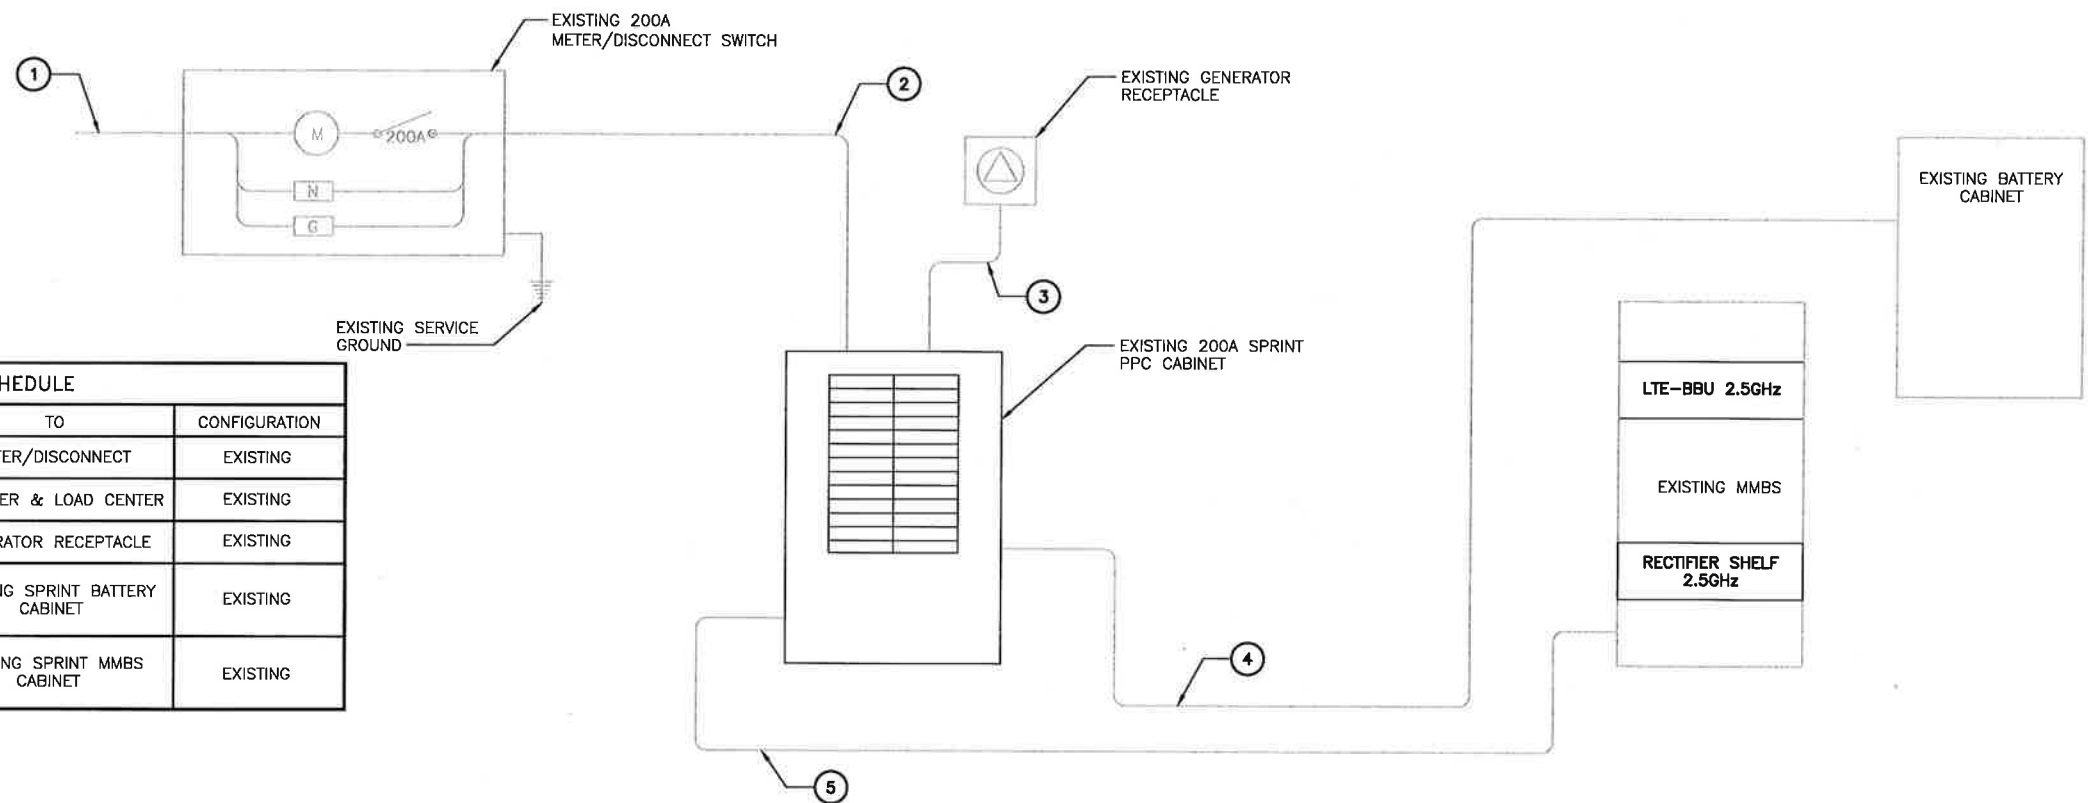 EXISTING 200A
METER/DISCONNECT SWITCH
1
2
EXISTING GENERATOR
RECEPTACLE
M
200A
N
G
EXISTING BATTERY
CABINET
3
EXISTING SERVICE
GROUND
EXISTING 200A SPRINT
PPC CABINET
HEDULE
TO
CONFIGURATION
TER/DISCONNECT
EXISTING
ER & LOAD CENTER
EXISTING
RATOR RECEPTACLE
EXISTING
NG SPRINT BATTERY
CABINET
EXISTING
NG SPRINT MMBS
CABINET
EXISTING
LTE-BBU 2.5GHz
EXISTING MMBS
RECTIFIER SHELF
2.5GHz
4
5